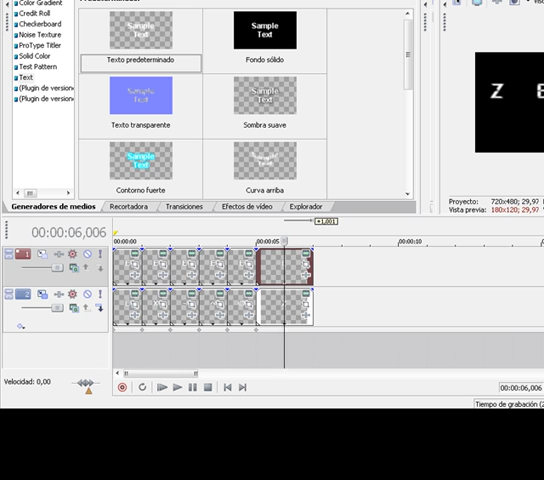 Color Gradient
Credit Roll
Checkerboard
Noise Texture
ProType Titler
Solid Color
Test Pattern
Text
(Plugin de version
(Plugin de version
Sample
Text
Texto predeterminado
Sample
Text
Fondo sólido
Sample
Text
Texto transparente
Sample
Text
Sombra suave
Sample
Text
Contorno fuerte
Curva arriba
Generadores de medios
Recortadora
Transiciones
Efectos de vídeo
Explorador
Z E
Proyecto: 720x480; 29,97
Vista previa: 180x120; 29,97
+1,001
00:00:06,006
00:00:00
00:00:05
00:00:10
1
2
Velocidad: 0,00
00:00:06,006
Tiempo de grabación (2